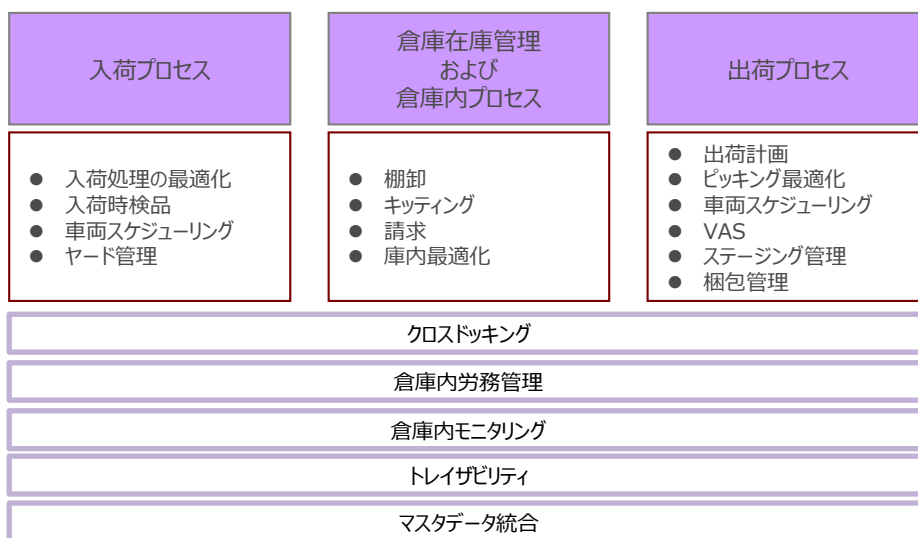 入荷プロセス
倉庫在庫管理
および
倉庫内プロセス
出荷プロセス
● 入荷処理の最適化
● 入荷時検品
● 車両スケジューリング
● ヤード管理
● 棚卸
● キッティング
● 請求
● 庫内最適化
● 出荷計画
● ピッキング最適化
● 車両スケジューリング
● VAS
● ステージング管理
● 梱包管理
クロスドッキング
倉庫内労務管理
倉庫内モニタリング
トレイザビリティ
マスタデータ統合